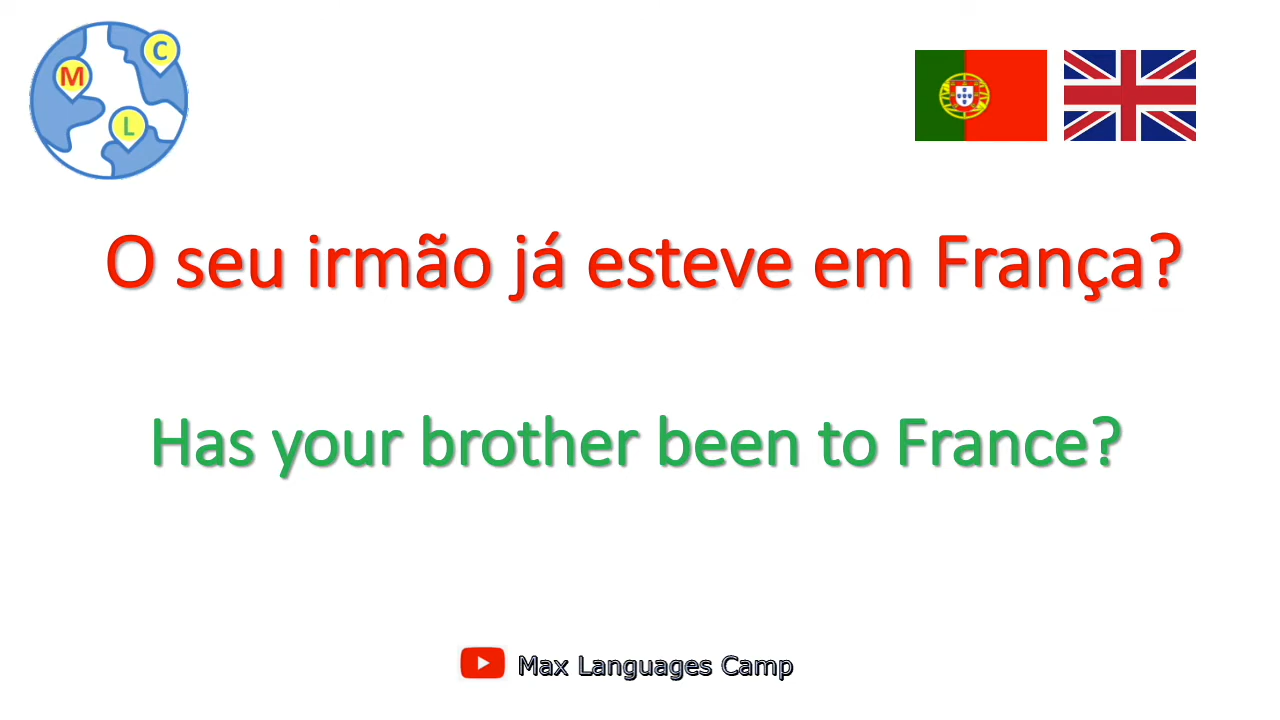 C
M
L
O seu irmão já esteve em França?
Has your brother been to France?
Max Languages Camp